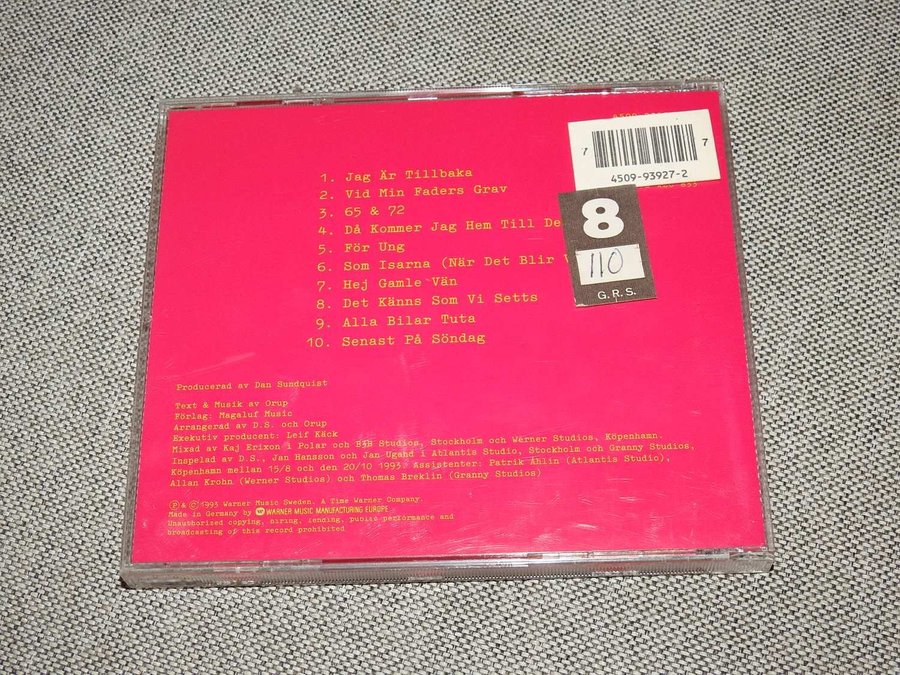 7 7
4509-93927-2
8
110
G.R.S.
1. Jag Är Tillbaka
2. Vid Min Faders Grav
3. 65 & 72
4. Då Kommer Jag Hem Till
5. För Ung
6. Som Isarna (När Det Blir
7. Hej Gamle Vän
8. Det Känns Som Vi Setts
9. Alla Bilar Tuta
10. Senast På Söndag
Producerad av Dan Sundquist
Text & Musik av Orup
Förlag: Magaluf Music
Arrangerad av D.S. och Orup
Exekutiv producent: Leif Käck
Mixad av Kaj Erixon i Polar och B&B Studios, Stockholm och Werner Studios, Köpenhamn.
Inspelad av D.S., Jan Hansson och Jan Ugand i Atlantis Studio, Stockholm och Granny Studios,
Köpenhamn mellan 15/8 och den 20/10 1993. Assistenter: Patrik Åhlin (Atlantis Studio),
Allan Krohn (Werner Studios) och Thomas Breklin (Granny Studios)
℗ & © 1993 Warner Music Sweden. A Time Warner Company.
Made in Germany by WARNER MUSIC MANUFACTURING EUROPE
Unauthorized copying, hiring, lending, public performance and
broadcasting of this record prohibited